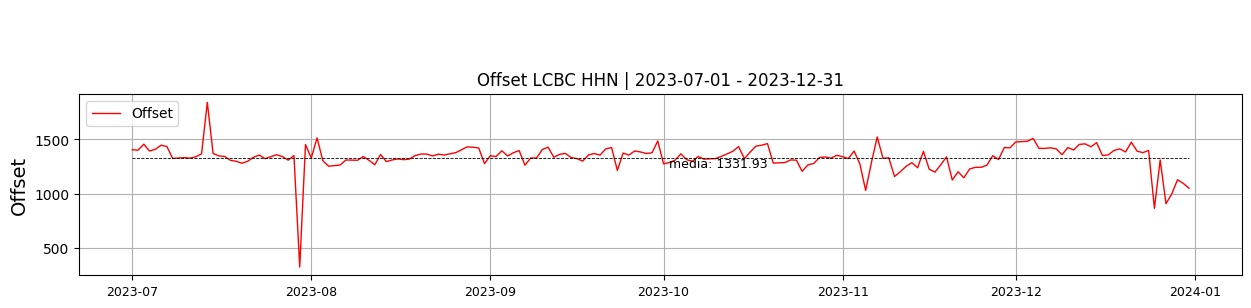 Offset LCBC HHN | 2023-07-01 - 2023-12-31
Offset
Offset
1500
1000
500
media: 1331.93
2023-07
2023-08
2023-09
2023-10
2023-11
2023-12
2024-01